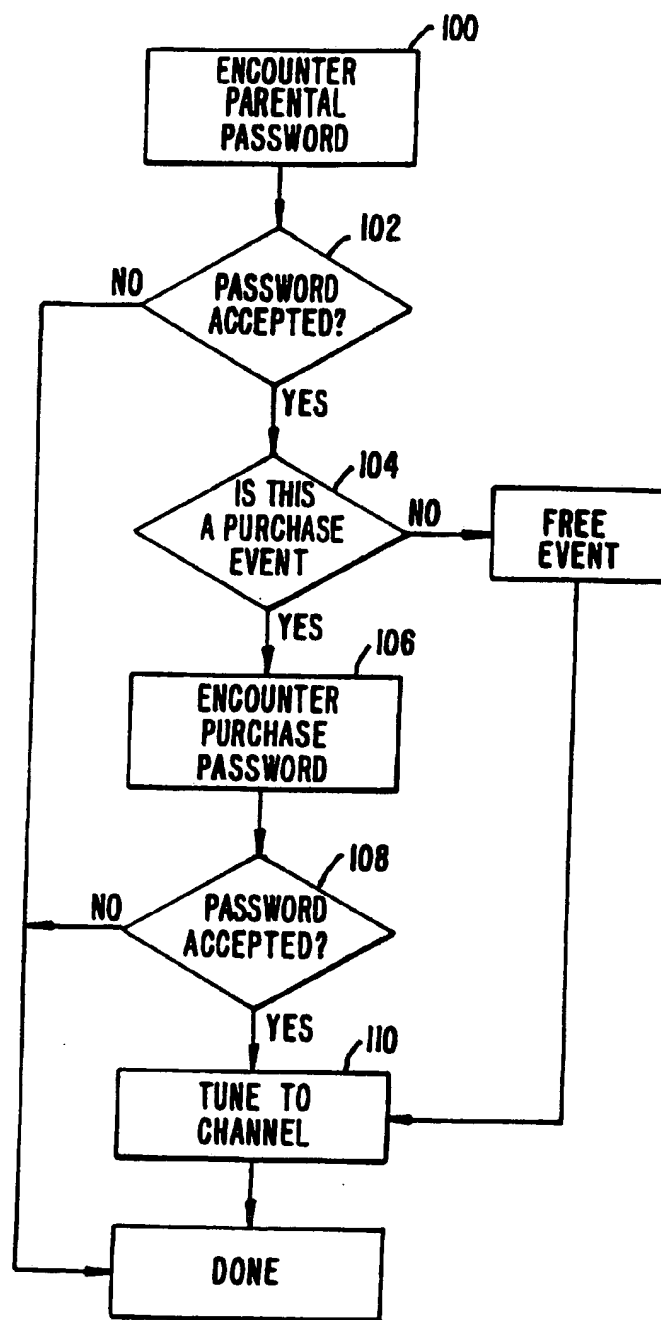 100
ENCOUNTER
PARENTAL
PASSWORD
102
NO
PASSWORD
ACCEPTED?
YES
104
IS THIS
A PURCHASE
EVENT
NO
FREE
EVENT
YES
106
ENCOUNTER
PURCHASE
PASSWORD
108
NO
PASSWORD
ACCEPTED?
YES
110
TUNE TO
CHANNEL
DONE